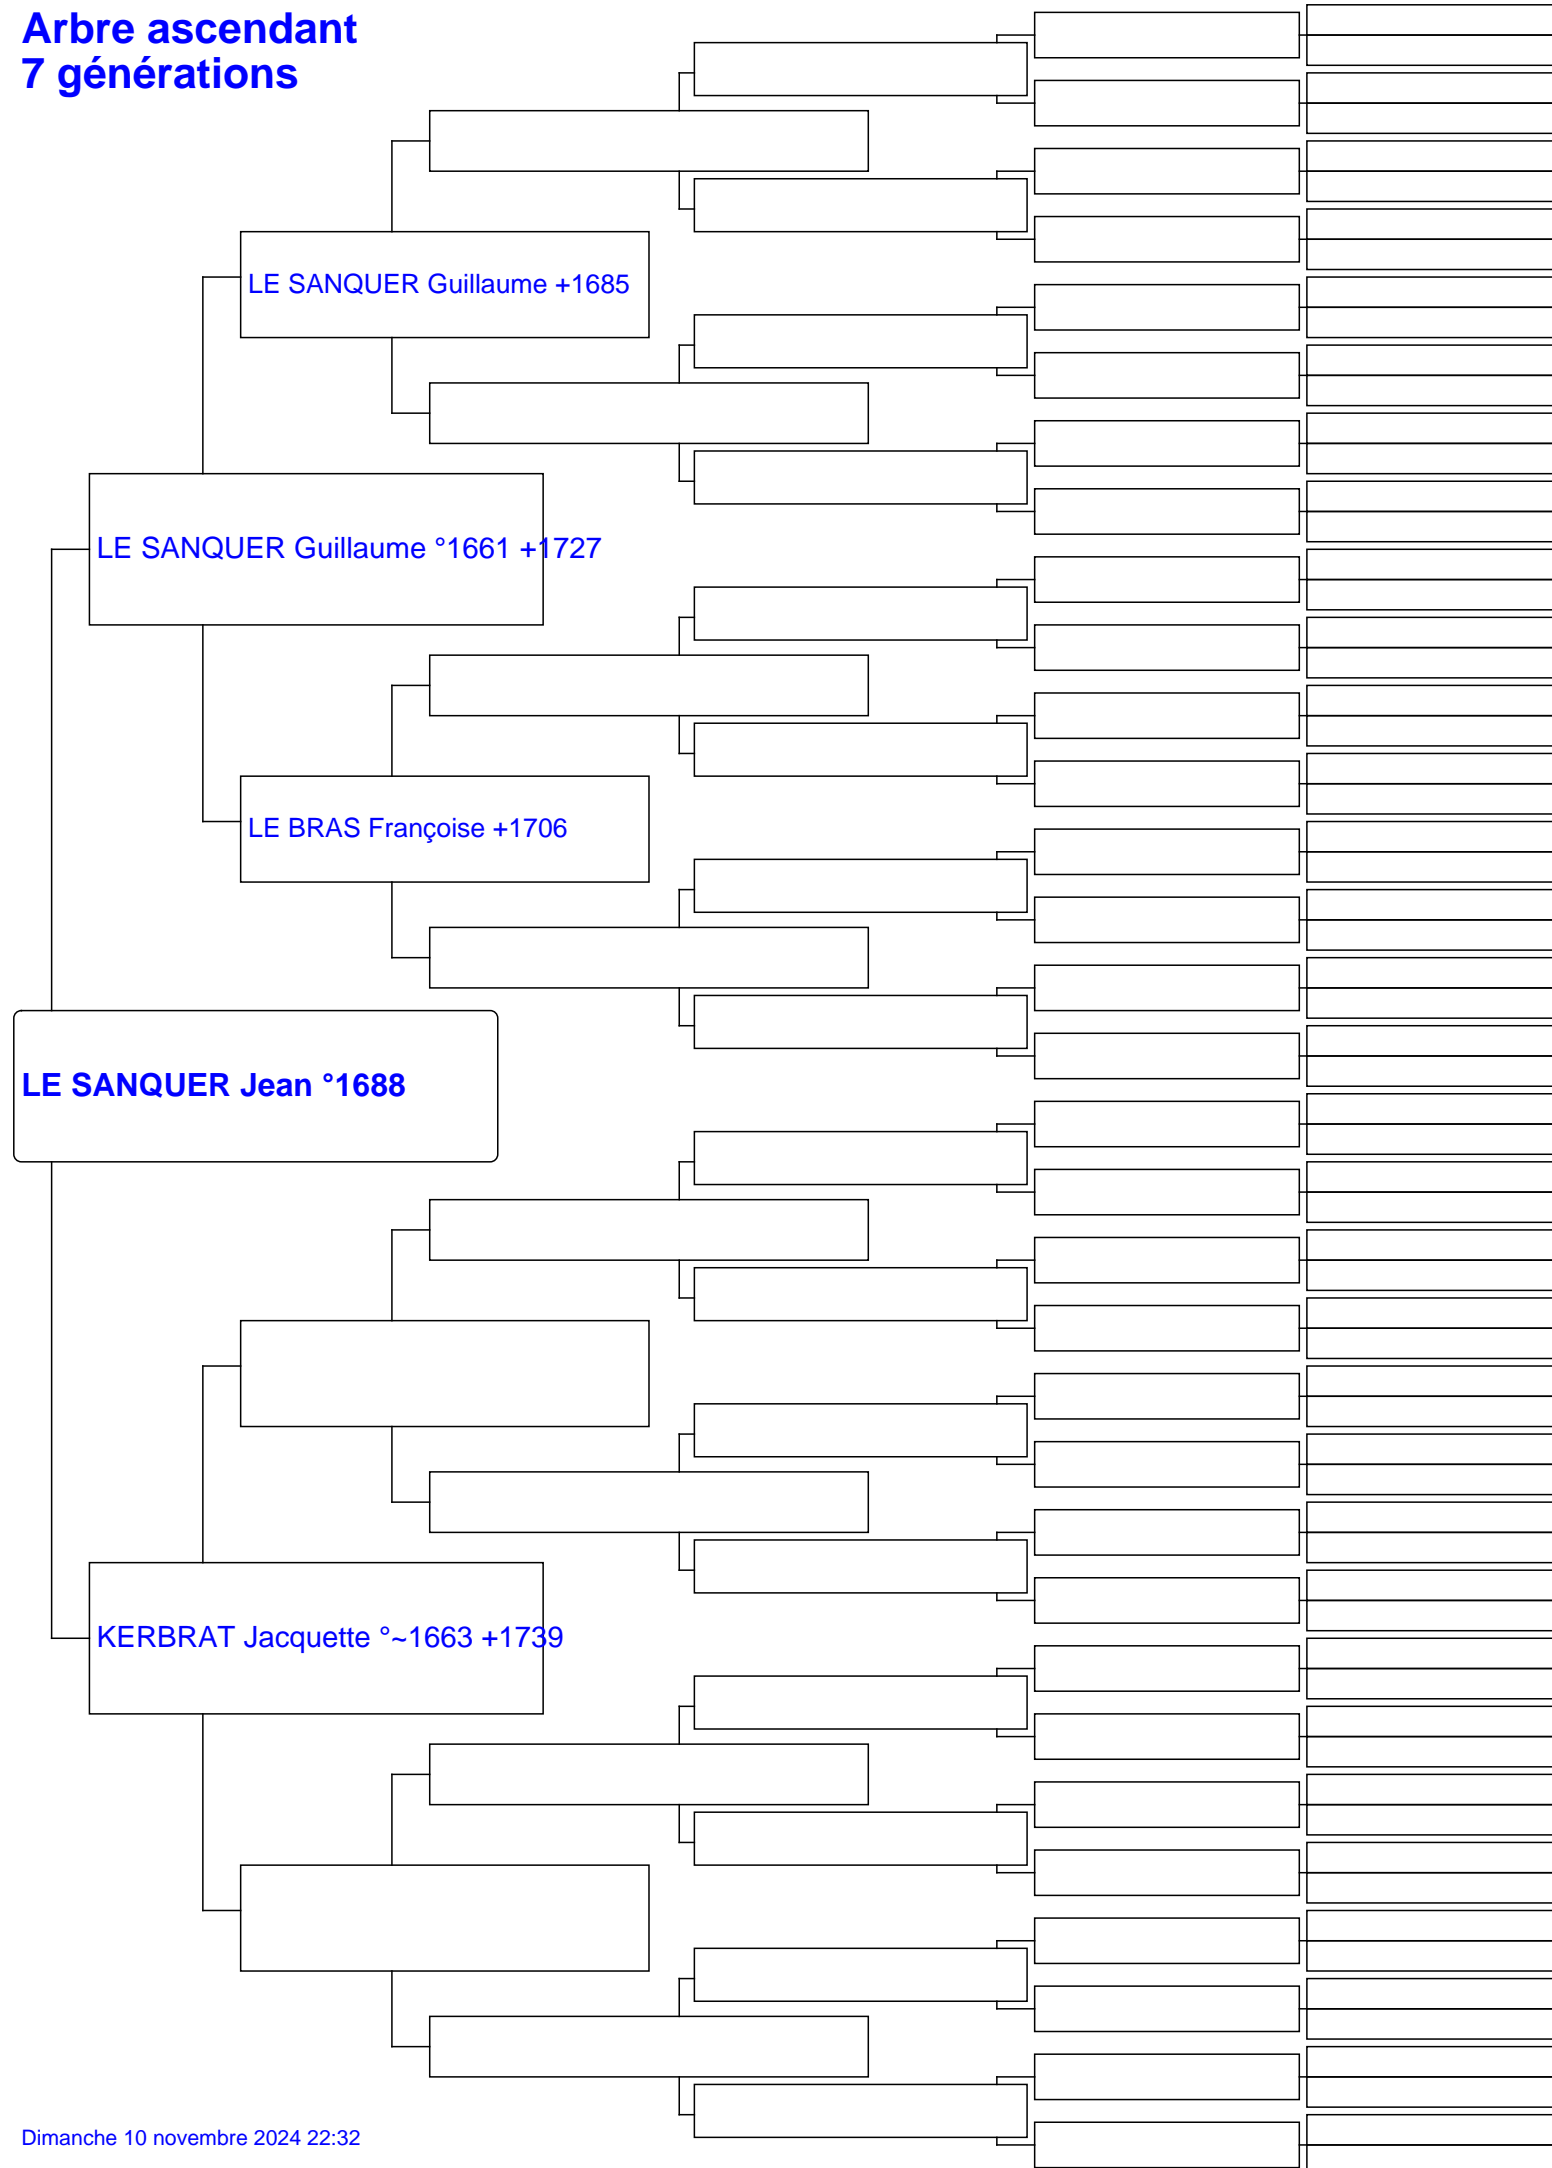 Arbre ascendant
7 générations
LE SANQUER Guillaume +1685
LE SANQUER Guillaume °1661 +1727
LE BRAS Françoise +1706
LE SANQUER Jean °1688
KERBRAT Jacquette °~1663 +1739
Dimanche 10 novembre 2024 22:32